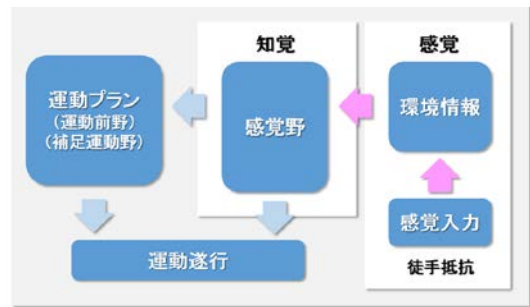 知覚
感覚
運動プラン
(運動前野)
(補足運動野)
感覚野
環境情報
感覚入力
徒手抵抗
運動遂行